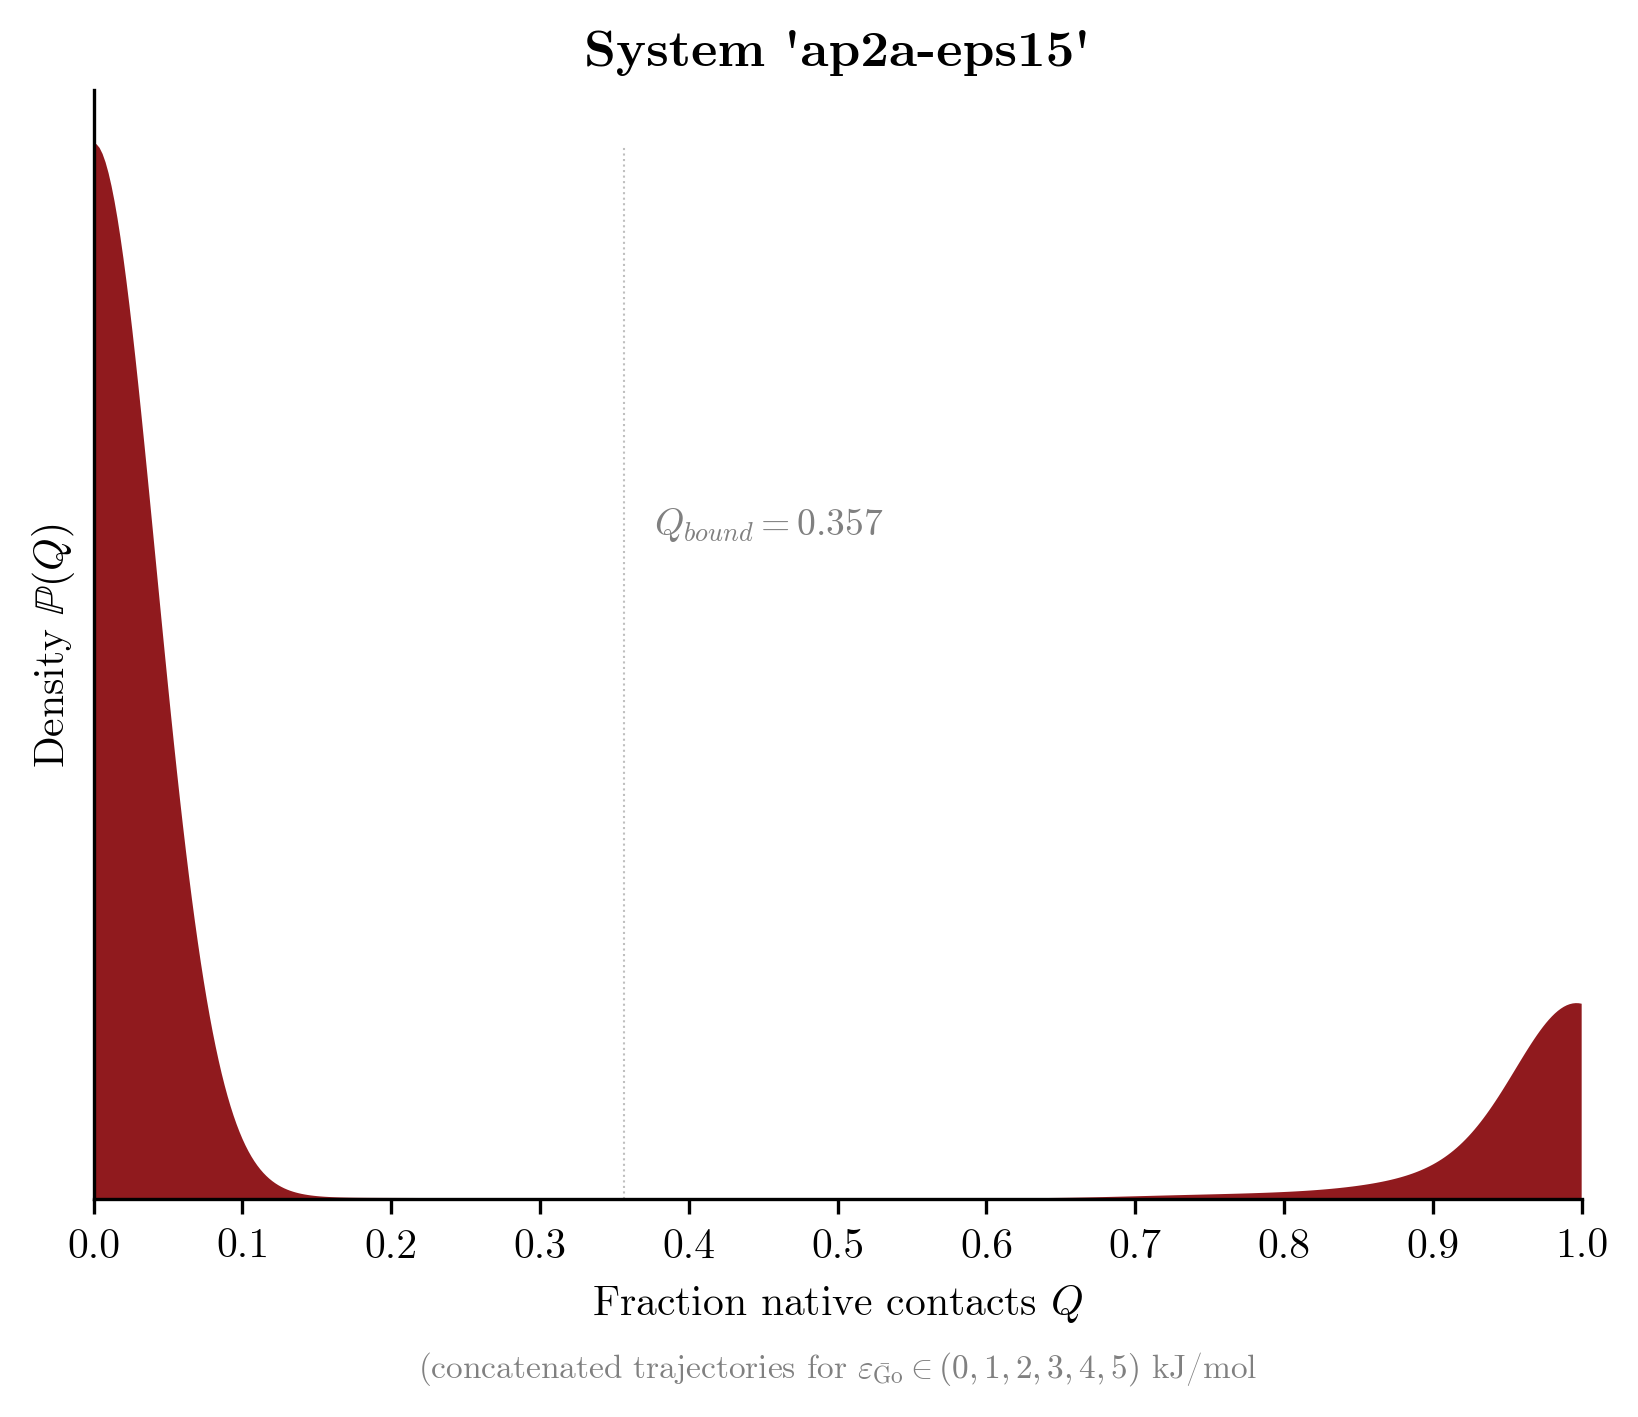 System 'ap2a-eps15'
Density ℙ(Q)
Q_bound = 0.357
0.0 0.1 0.2 0.3 0.4 0.5 0.6 0.7 0.8 0.9 1.0
Fraction native contacts Q
(concatenated trajectories for ε_Ḡo ∈ (0, 1, 2, 3, 4, 5) kJ/mol